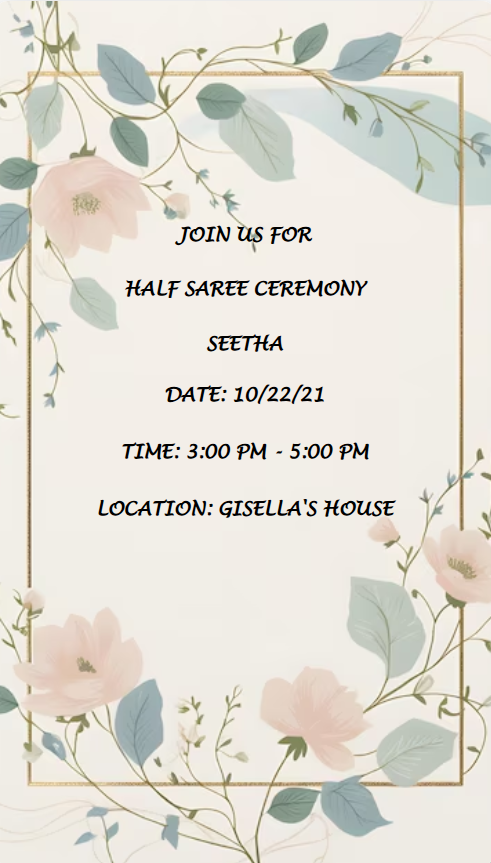 JOIN US FOR
HALF SAREE CEREMONY
SEETHA
DATE: 10/22/21
TIME: 3:00 PM - 5:00 PM
LOCATION: GISELLA'S HOUSE